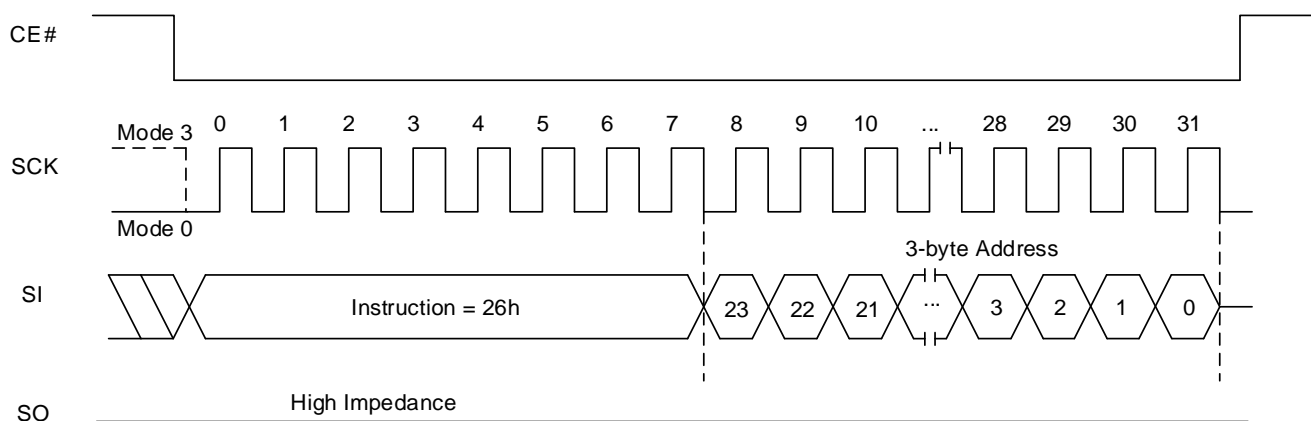 CE#
Mode 3
0 1 2 3 4 5 6 7 8 9 10 ... 28 29 30 31
SCK
Mode 0
3-byte Address
SI
Instruction = 26h
23 22 21 ... 3 2 1 0
High Impedance
SO